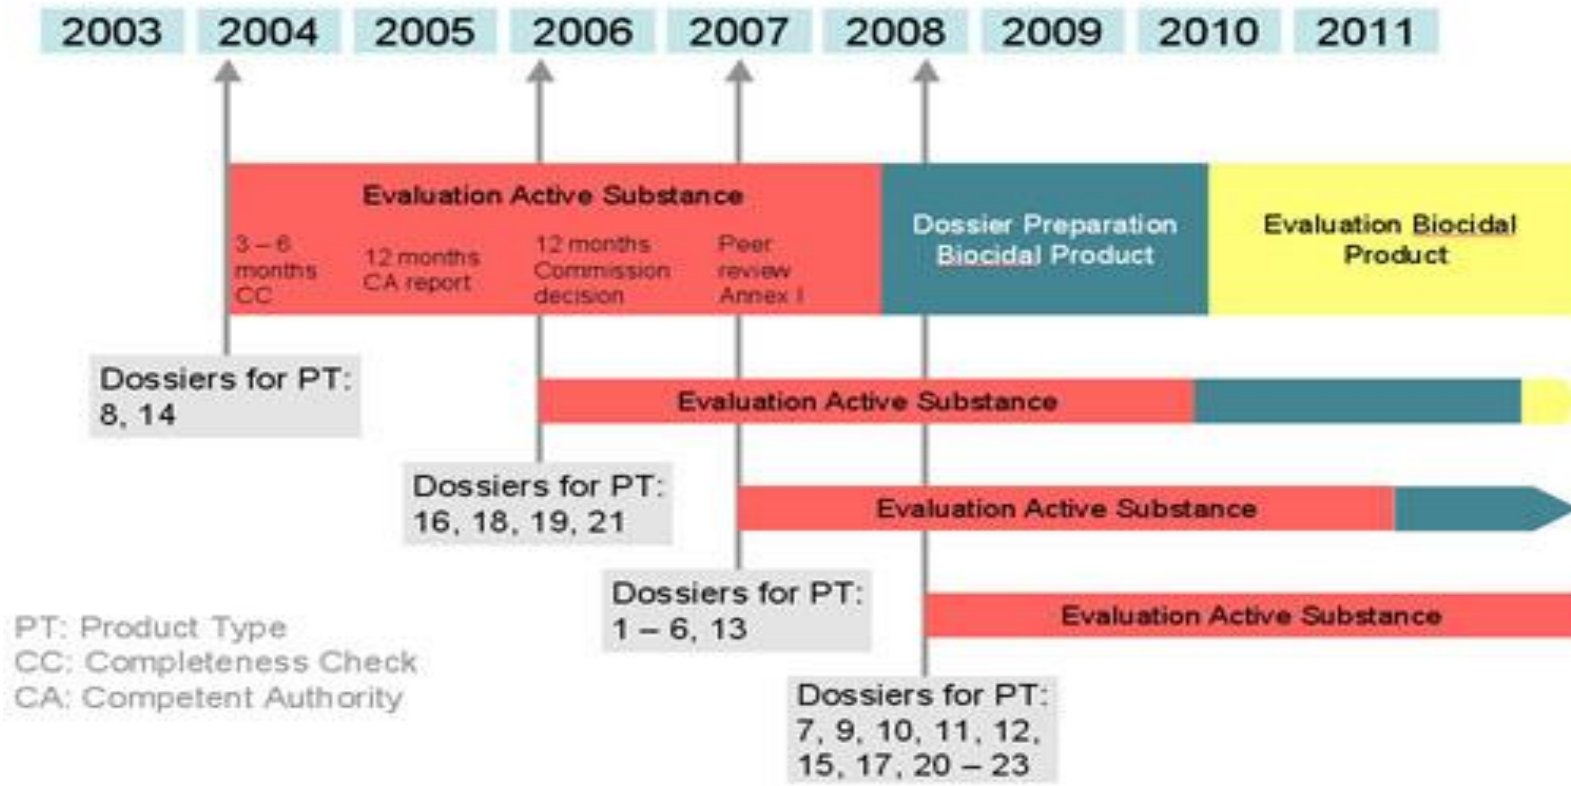 2003 2004 2005 2006 2007 2008 2009 2010 2011
Evaluation Active Substance
3 – 6
months
CC
12 months
CA report
12 months
Commission
decision
Peer
review
Annex I
Dossier Preparation
Biocidal Product
Evaluation Biocidal
Product
Dossiers for PT:
8, 14
Evaluation Active Substance
Dossiers for PT:
16, 18, 19, 21
Evaluation Active Substance
Dossiers for PT:
1 – 6, 13
Evaluation Active Substance
Dossiers for PT:
7, 9, 10, 11, 12,
15, 17, 20 – 23
PT: Product Type
CC: Completeness Check
CA: Competent Authority